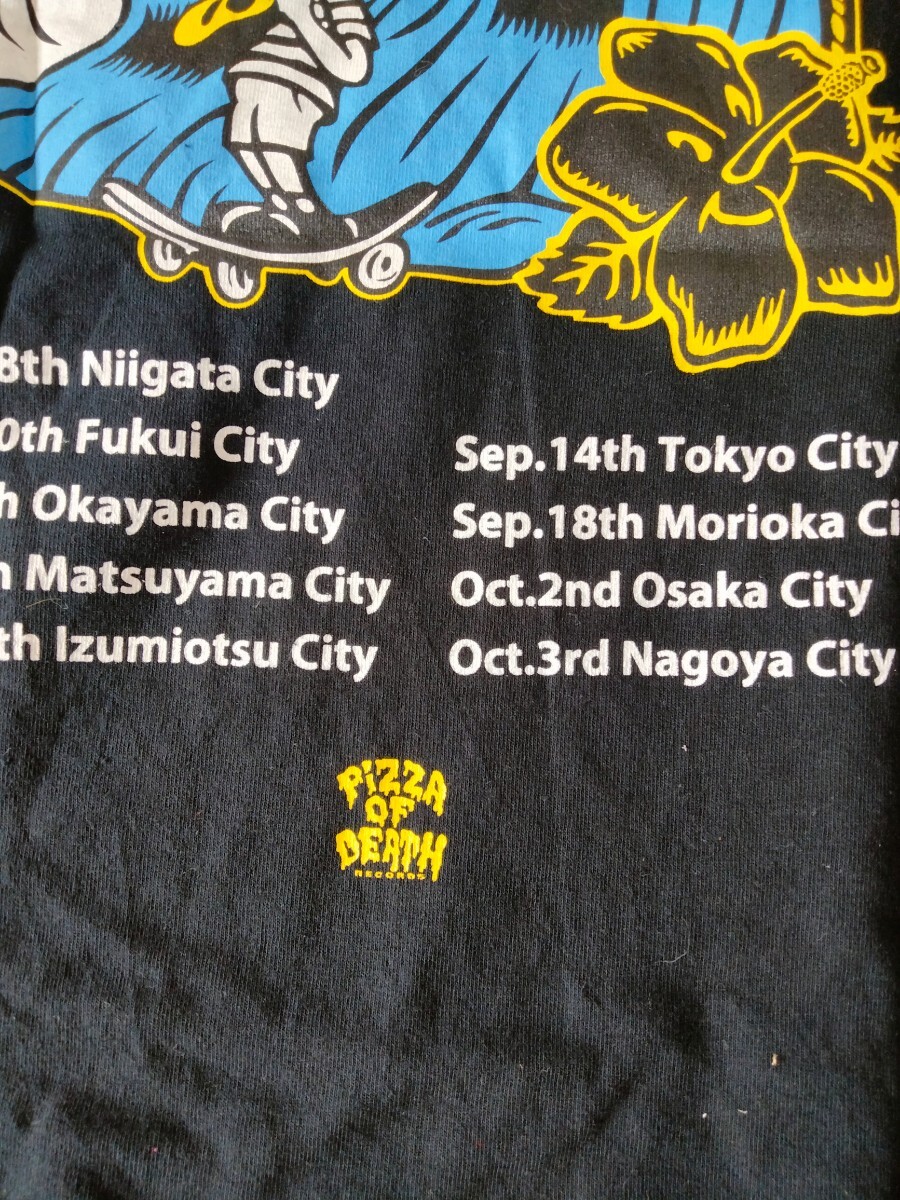 8th Niigata City
0th Fukui City
h Okayama City
Matsuyama City
th Izumiotsu City
Sep.14th Tokyo City
Sep.18th Morioka Ci
Oct.2nd Osaka City
Oct.3rd Nagoya City
PiZZA
OF
DEATH
RECORDS